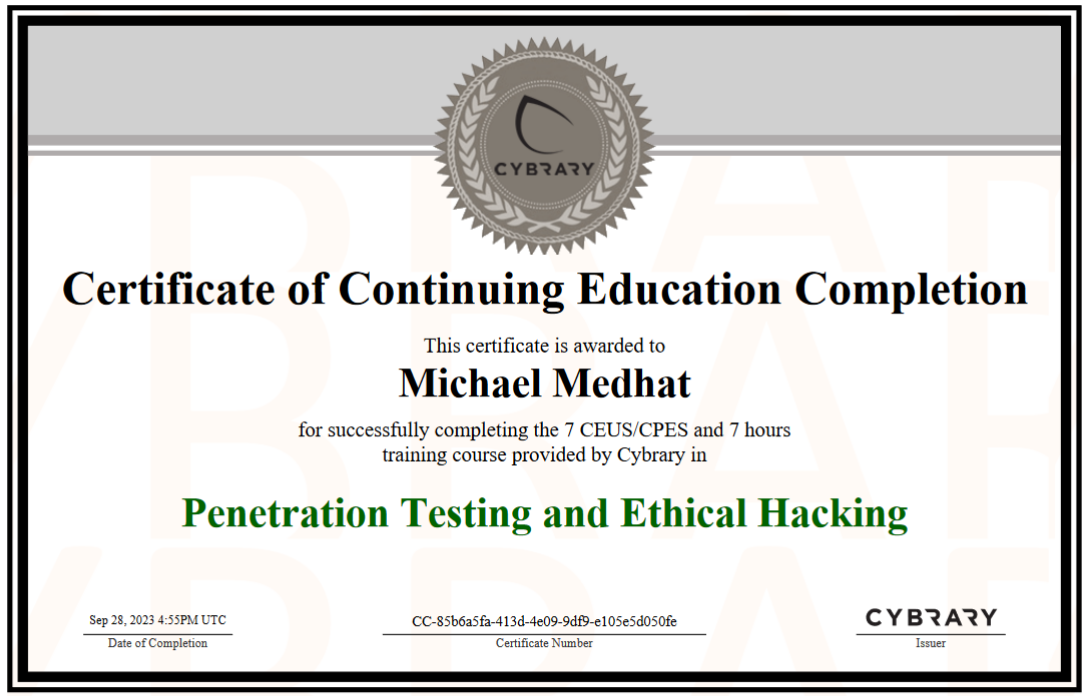 CYBRARY
Certificate of Continuing Education Completion
This certificate is awarded to
Michael Medhat
for successfully completing the 7 CEUS/CPES and 7 hours
training course provided by Cybrary in
Penetration Testing and Ethical Hacking
Sep 28, 2023 4:55PM UTC
CC-85b6a5fa-413d-4e09-9df9-e105e5d050fe
CYBRARY
Date of Completion
Certificate Number
Issuer